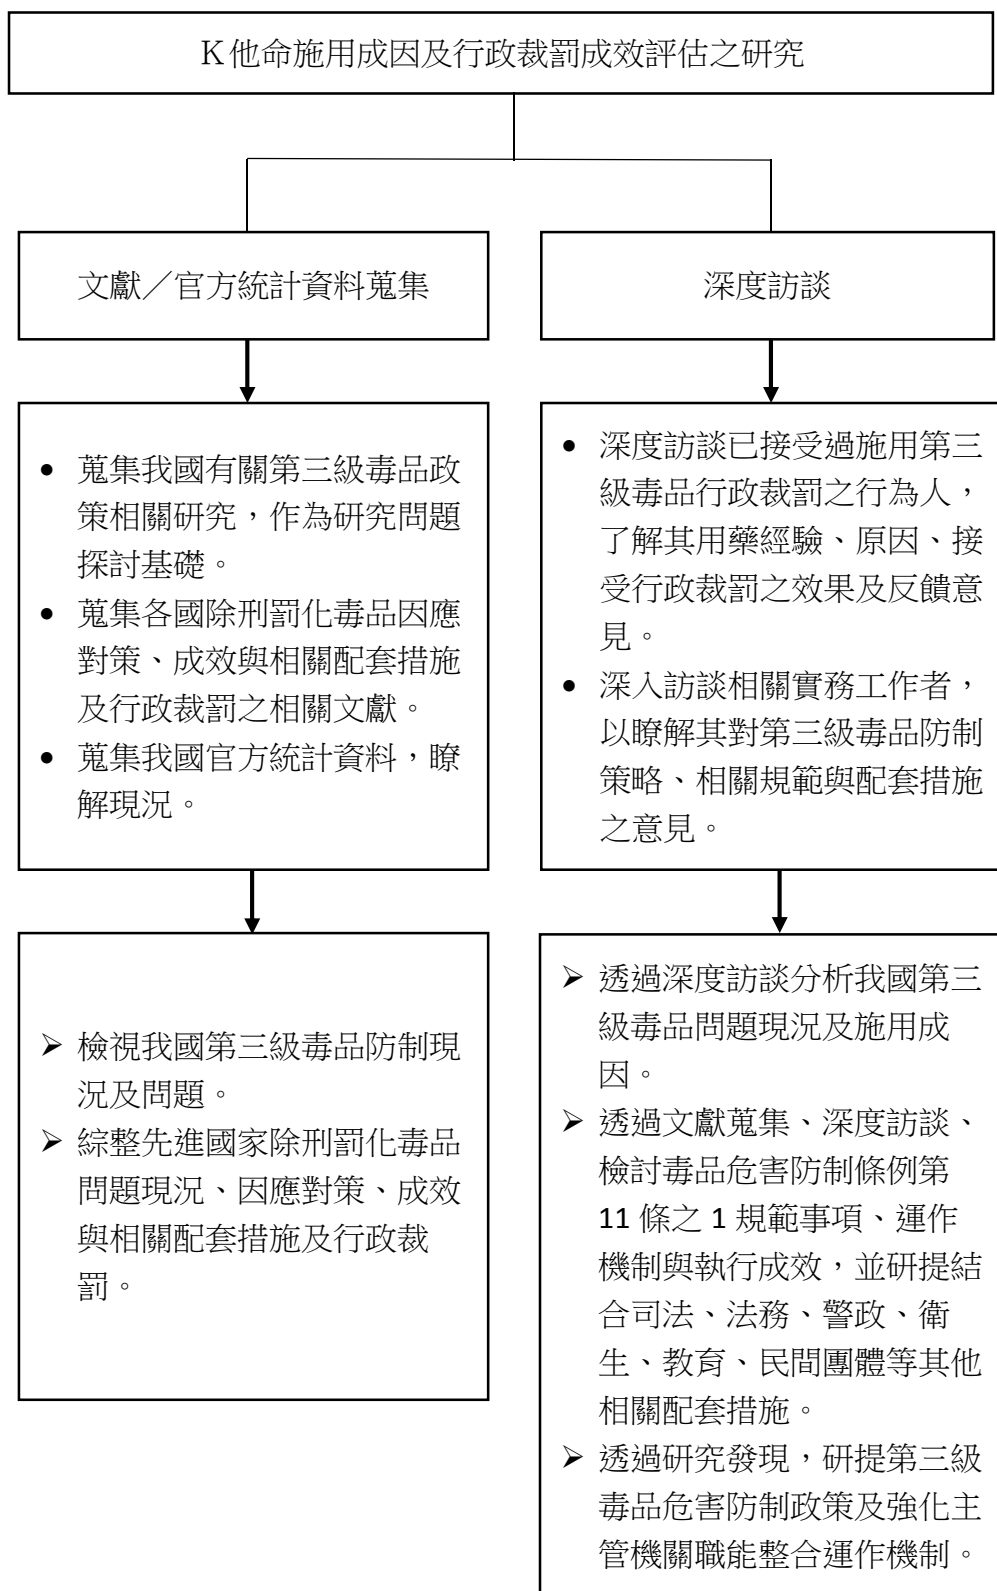 K他命施用成因及行政裁罰成效評估之研究
文獻／官方統計資料蒐集
深度訪談
● 蒐集我國有關第三級毒品政
策相關研究，作為研究問題
探討基礎。
● 蒐集各國除刑罰化毒品因應
對策、成效與相關配套措施
及行政裁罰之相關文獻。
● 蒐集我國官方統計資料，瞭
解現況。
● 深度訪談已接受過施用第三
級毒品行政裁罰之行為人，
了解其用藥經驗、原因、接
受行政裁罰之效果及反饋意
見。
● 深入訪談相關實務工作者，
以瞭解其對第三級毒品防制
策略、相關規範與配套措施
之意見。
➢ 檢視我國第三級毒品防制現
況及問題。
➢ 綜整先進國家除刑罰化毒品
問題現況、因應對策、成效
與相關配套措施及行政裁
罰。
➢ 透過深度訪談分析我國第三
級毒品問題現況及施用成
因。
➢ 透過文獻蒐集、深度訪談、
檢討毒品危害防制條例第
11 條之 1 規範事項、運作
機制與執行成效，並研提結
合司法、法務、警政、衛
生、教育、民間團體等其他
相關配套措施。
➢ 透過研究發現，研提第三級
毒品危害防制政策及強化主
管機關職能整合運作機制。